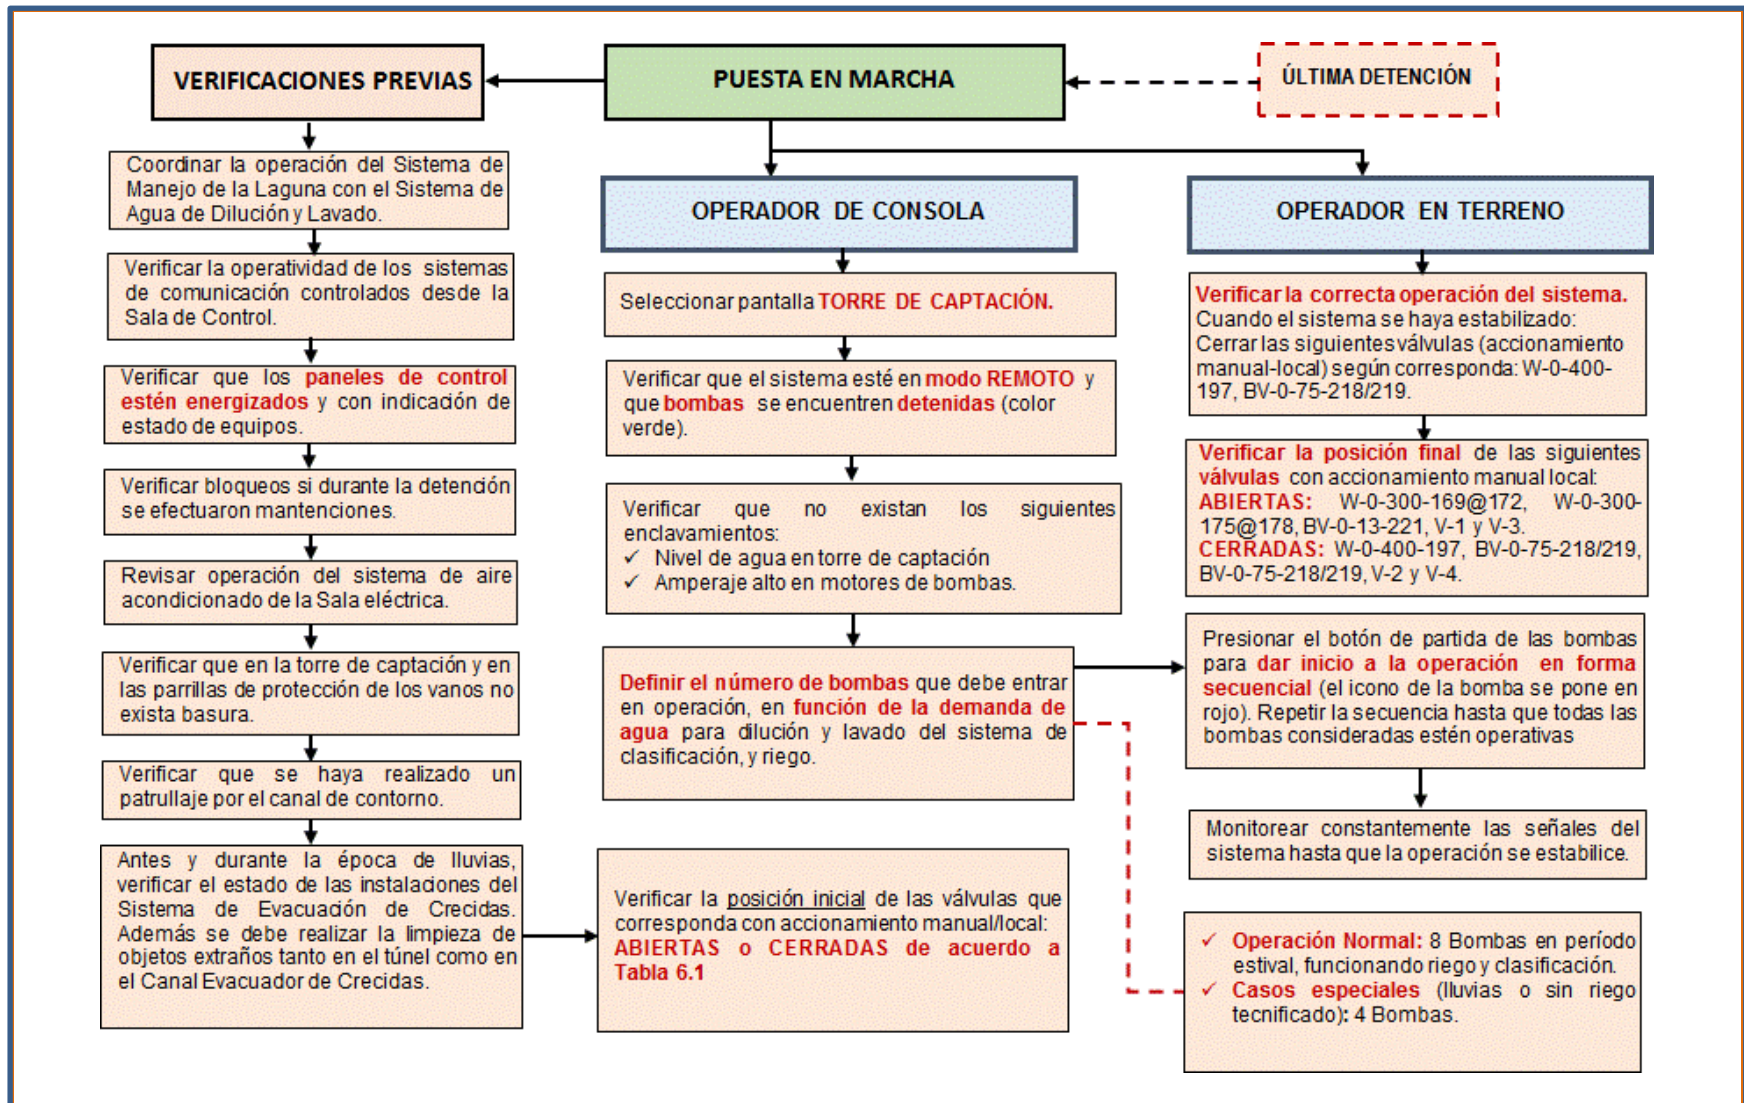 VERIFICACIONES PREVIAS
PUESTA EN MARCHA
ÚLTIMA DETENCIÓN
Coordinar la operación del Sistema de
Manejo de la Laguna con el Sistema de
Agua de Dilución y Lavado.
Verificar la operatividad de los sistemas
de comunicación controlados desde la
Sala de Control.
Verificar que los paneles de control
estén energizados y con indicación de
estado de equipos.
Verificar bloqueos si durante la detención
se efectuaron mantenciones.
Revisar operación del sistema de aire
acondicionado de la Sala eléctrica.
Verificar que en la torre de captación y en
las parrillas de protección de los vanos no
exista basura.
Verificar que se haya realizado un
patrullaje por el canal de contorno.
Antes y durante la época de lluvias,
verificar el estado de las instalaciones del
Sistema de Evacuación de Crecidas.
Además se debe realizar la limpieza de
objetos extraños tanto en el túnel como en
el Canal Evacuador de Crecidas.
OPERADOR DE CONSOLA
Seleccionar pantalla TORRE DE CAPTACIÓN.
Verificar que el sistema esté en modo REMOTO y
que bombas se encuentren detenidas (color
verde).
Verificar que no existan los siguientes
enclavamientos:
✓ Nivel de agua en torre de captación
✓ Amperaje alto en motores de bombas.
Definir el número de bombas que debe entrar
en operación, en función de la demanda de
agua para dilución y lavado del sistema de
clasificación, y riego.
Verificar la posición inicial de las válvulas que
corresponda con accionamiento manual/local:
ABIERTAS o CERRADAS de acuerdo a
Tabla 6.1
OPERADOR EN TERRENO
Verificar la correcta operación del sistema.
Cuando el sistema se haya estabilizado:
Cerrar las siguientes válvulas (accionamiento
manual-local) según corresponda: W-0-400-
197, BV-0-75-218/219.
Verificar la posición final de las siguientes
válvulas con accionamiento manual local:
ABIERTAS: W-0-300-169@172, W-0-300-
175@178, BV-0-13-221, V-1 y V-3.
CERRADAS: W-0-400-197, BV-0-75-218/219,
BV-0-75-218/219, V-2 y V-4.
Presionar el botón de partida de las bombas
para dar inicio a la operación en forma
secuencial (el icono de la bomba se pone en
rojo). Repetir la secuencia hasta que todas las
bombas consideradas estén operativas
Monitorear constantemente las señales del
sistema hasta que la operación se estabilice.
✓ Operación Normal: 8 Bombas en período
estival, funcionando riego y clasificación.
✓ Casos especiales (lluvias o sin riego
tecnificado): 4 Bombas.